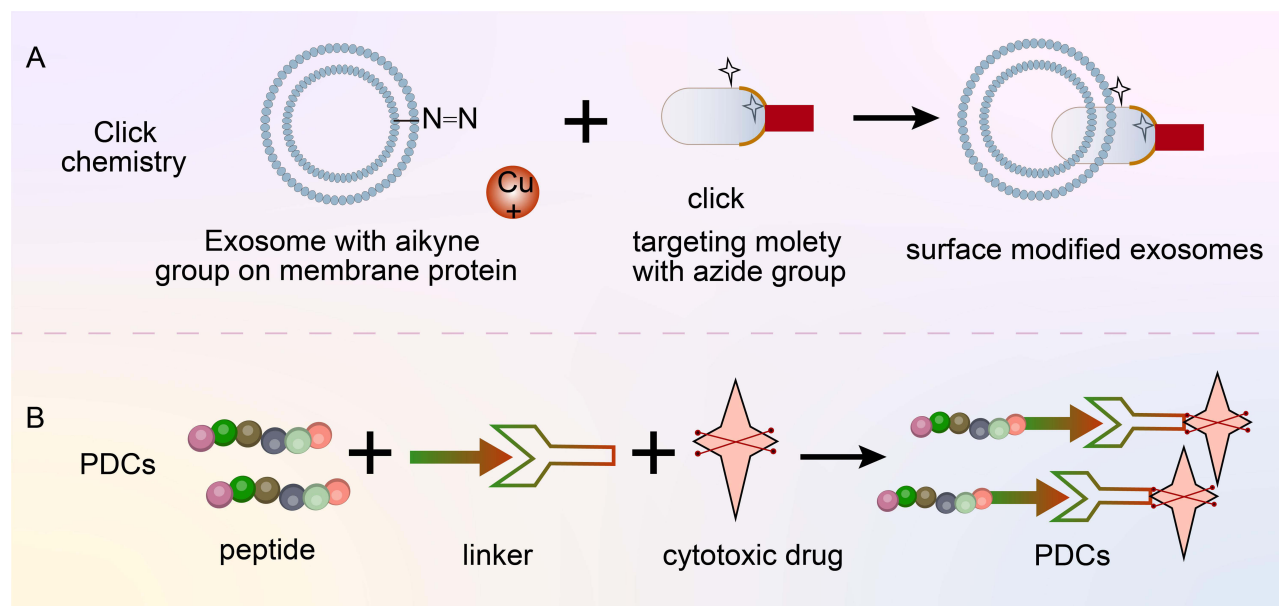 A
Click
chemistry
N=N
Cu
+
Exosome with aikyne
group on membrane protein
+
click
targeting molety
with azide group
surface modified exosomes
B
PDCs
+
+
peptide
linker
cytotoxic drug
PDCs